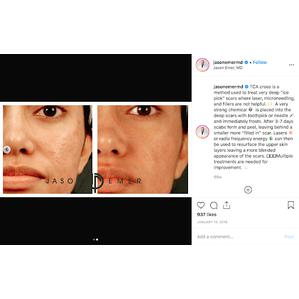 jasonemermd • Follow
Jason Emer, MD
jasonemermd TCA cross is a
method used to treat very deep "ice
pick" scars where laser, microneedling,
and fillers are not helpful. A very
strong chemical is placed into the
deep scars with toothpick or needle
and immediately frosts. After 3-7 days
scabs form and peel, leaving behind a
smaller more "filled in" scar. Lasers
or radio frequency energy can then
be used to resurface the upper skin
layers leaving a more blended
appearance of the scars. Multiple
treatments are needed for
improvement.
JASON EMER
937 likes
JANUARY
Add a comment...
Post